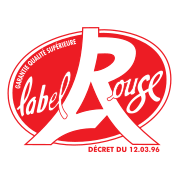 GARANTIE QUALITÉ SUPÉRIEURE
label Rouge
DÉCRET DU 12.03.96